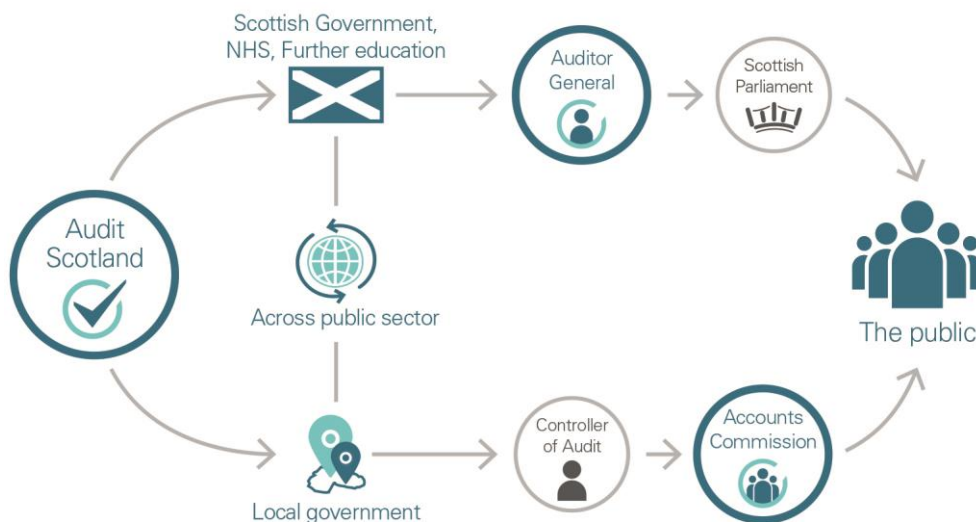 Scottish Government,
NHS, Further education
Auditor
General
Scottish
Parliament
Audit
Scotland
Across public sector
The public
Controller
of Audit
Accounts
Commission
Local government